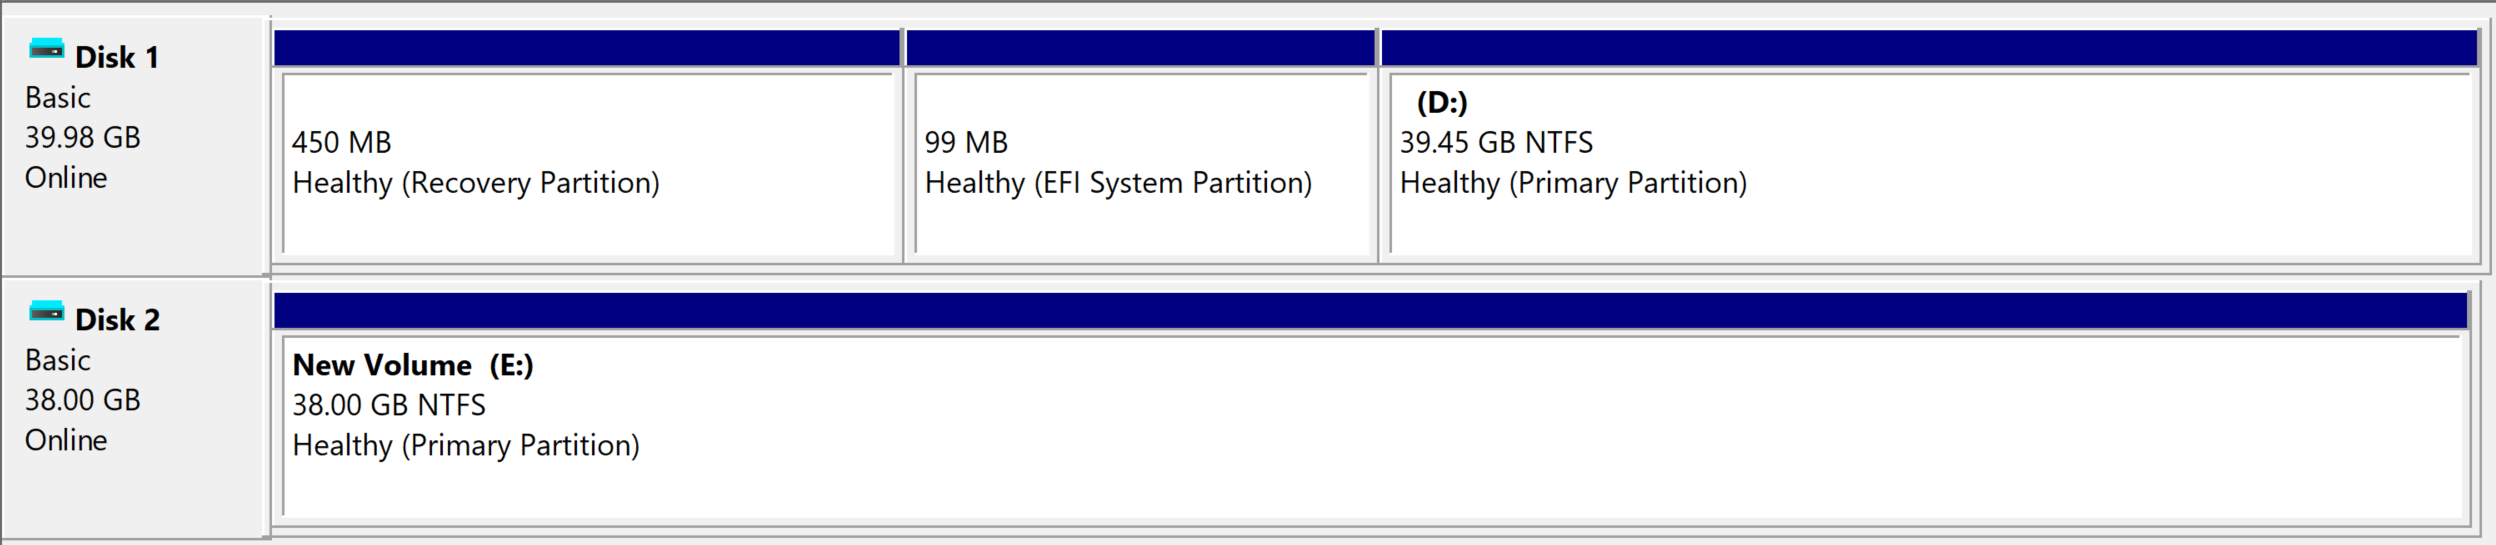 Disk 1
Basic
39.98 GB
Online
450 MB
Healthy (Recovery Partition)
99 MB
Healthy (EFI System Partition)
(D:)
39.45 GB NTFS
Healthy (Primary Partition)
Disk 2
Basic
38.00 GB
Online
New Volume (E:)
38.00 GB NTFS
Healthy (Primary Partition)